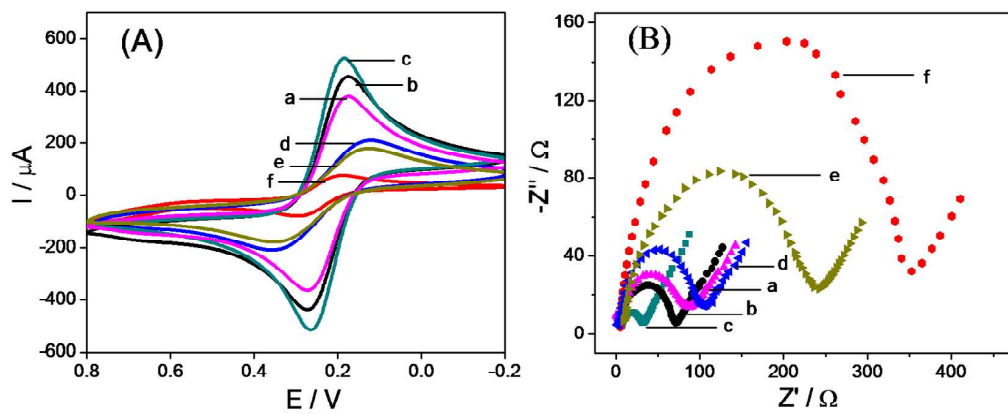 (A)
600
400
200
0
-200
-400
-600
I / μA
0.8 0.6 0.4 0.2 0.0 -0.2
E / V
c
b
a
d
e
f
(B)
160
120
80
40
0
-Z'' / Ω
0 100 200 300 400
Z' / Ω
f
e
d
a
b
c